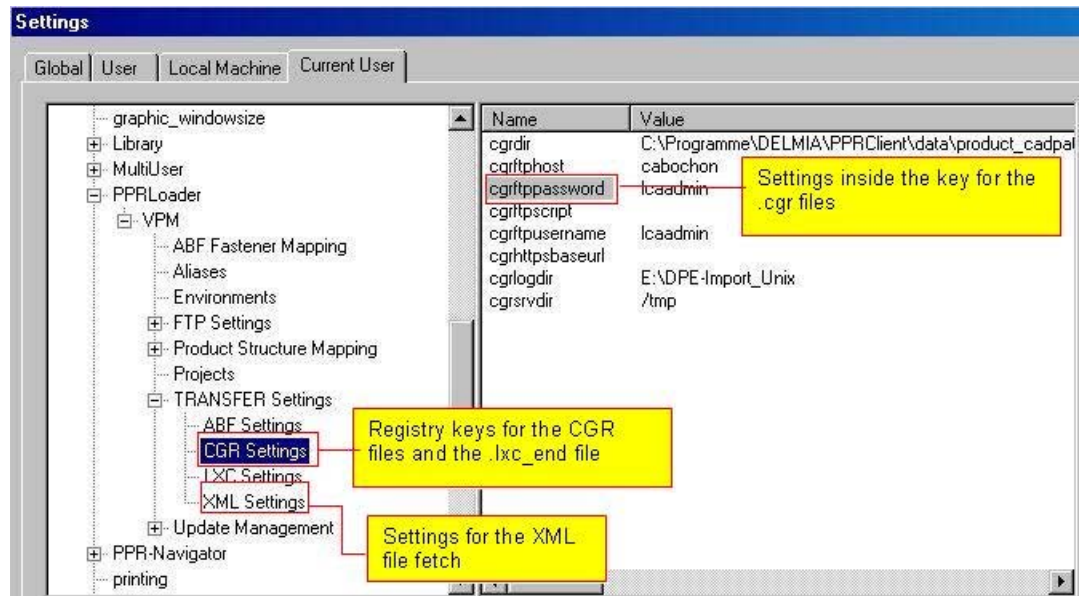 Settings
Global User Local Machine Current User
graphic_windowsize
Library
MultiUser
PPRLoader
VPM
ABF Fastener Mapping
Aliases
Environments
FTP Settings
Product Structure Mapping
Projects
TRANSFER Settings
ABF Settings
CGR Settings
LXC Settings
XML Settings
Update Management
PPR-Navigator
printing
Name Value
cgrdir C:\Programme\DELMIA\PPRClient\data\product_cadpa
cgrftphost cabochon
cgrftppassword lcaadmin
cgrftpscript
cgrftpusername lcaadmin
cgrhttpsbaseurl
cgrlogdir E:\DPE-Import_Unix
cgrsrvdir /tmp
Settings inside the key for the
.cgr files
Registry keys for the CGR
files and the .lxc_end file
Settings for the XML
file fetch